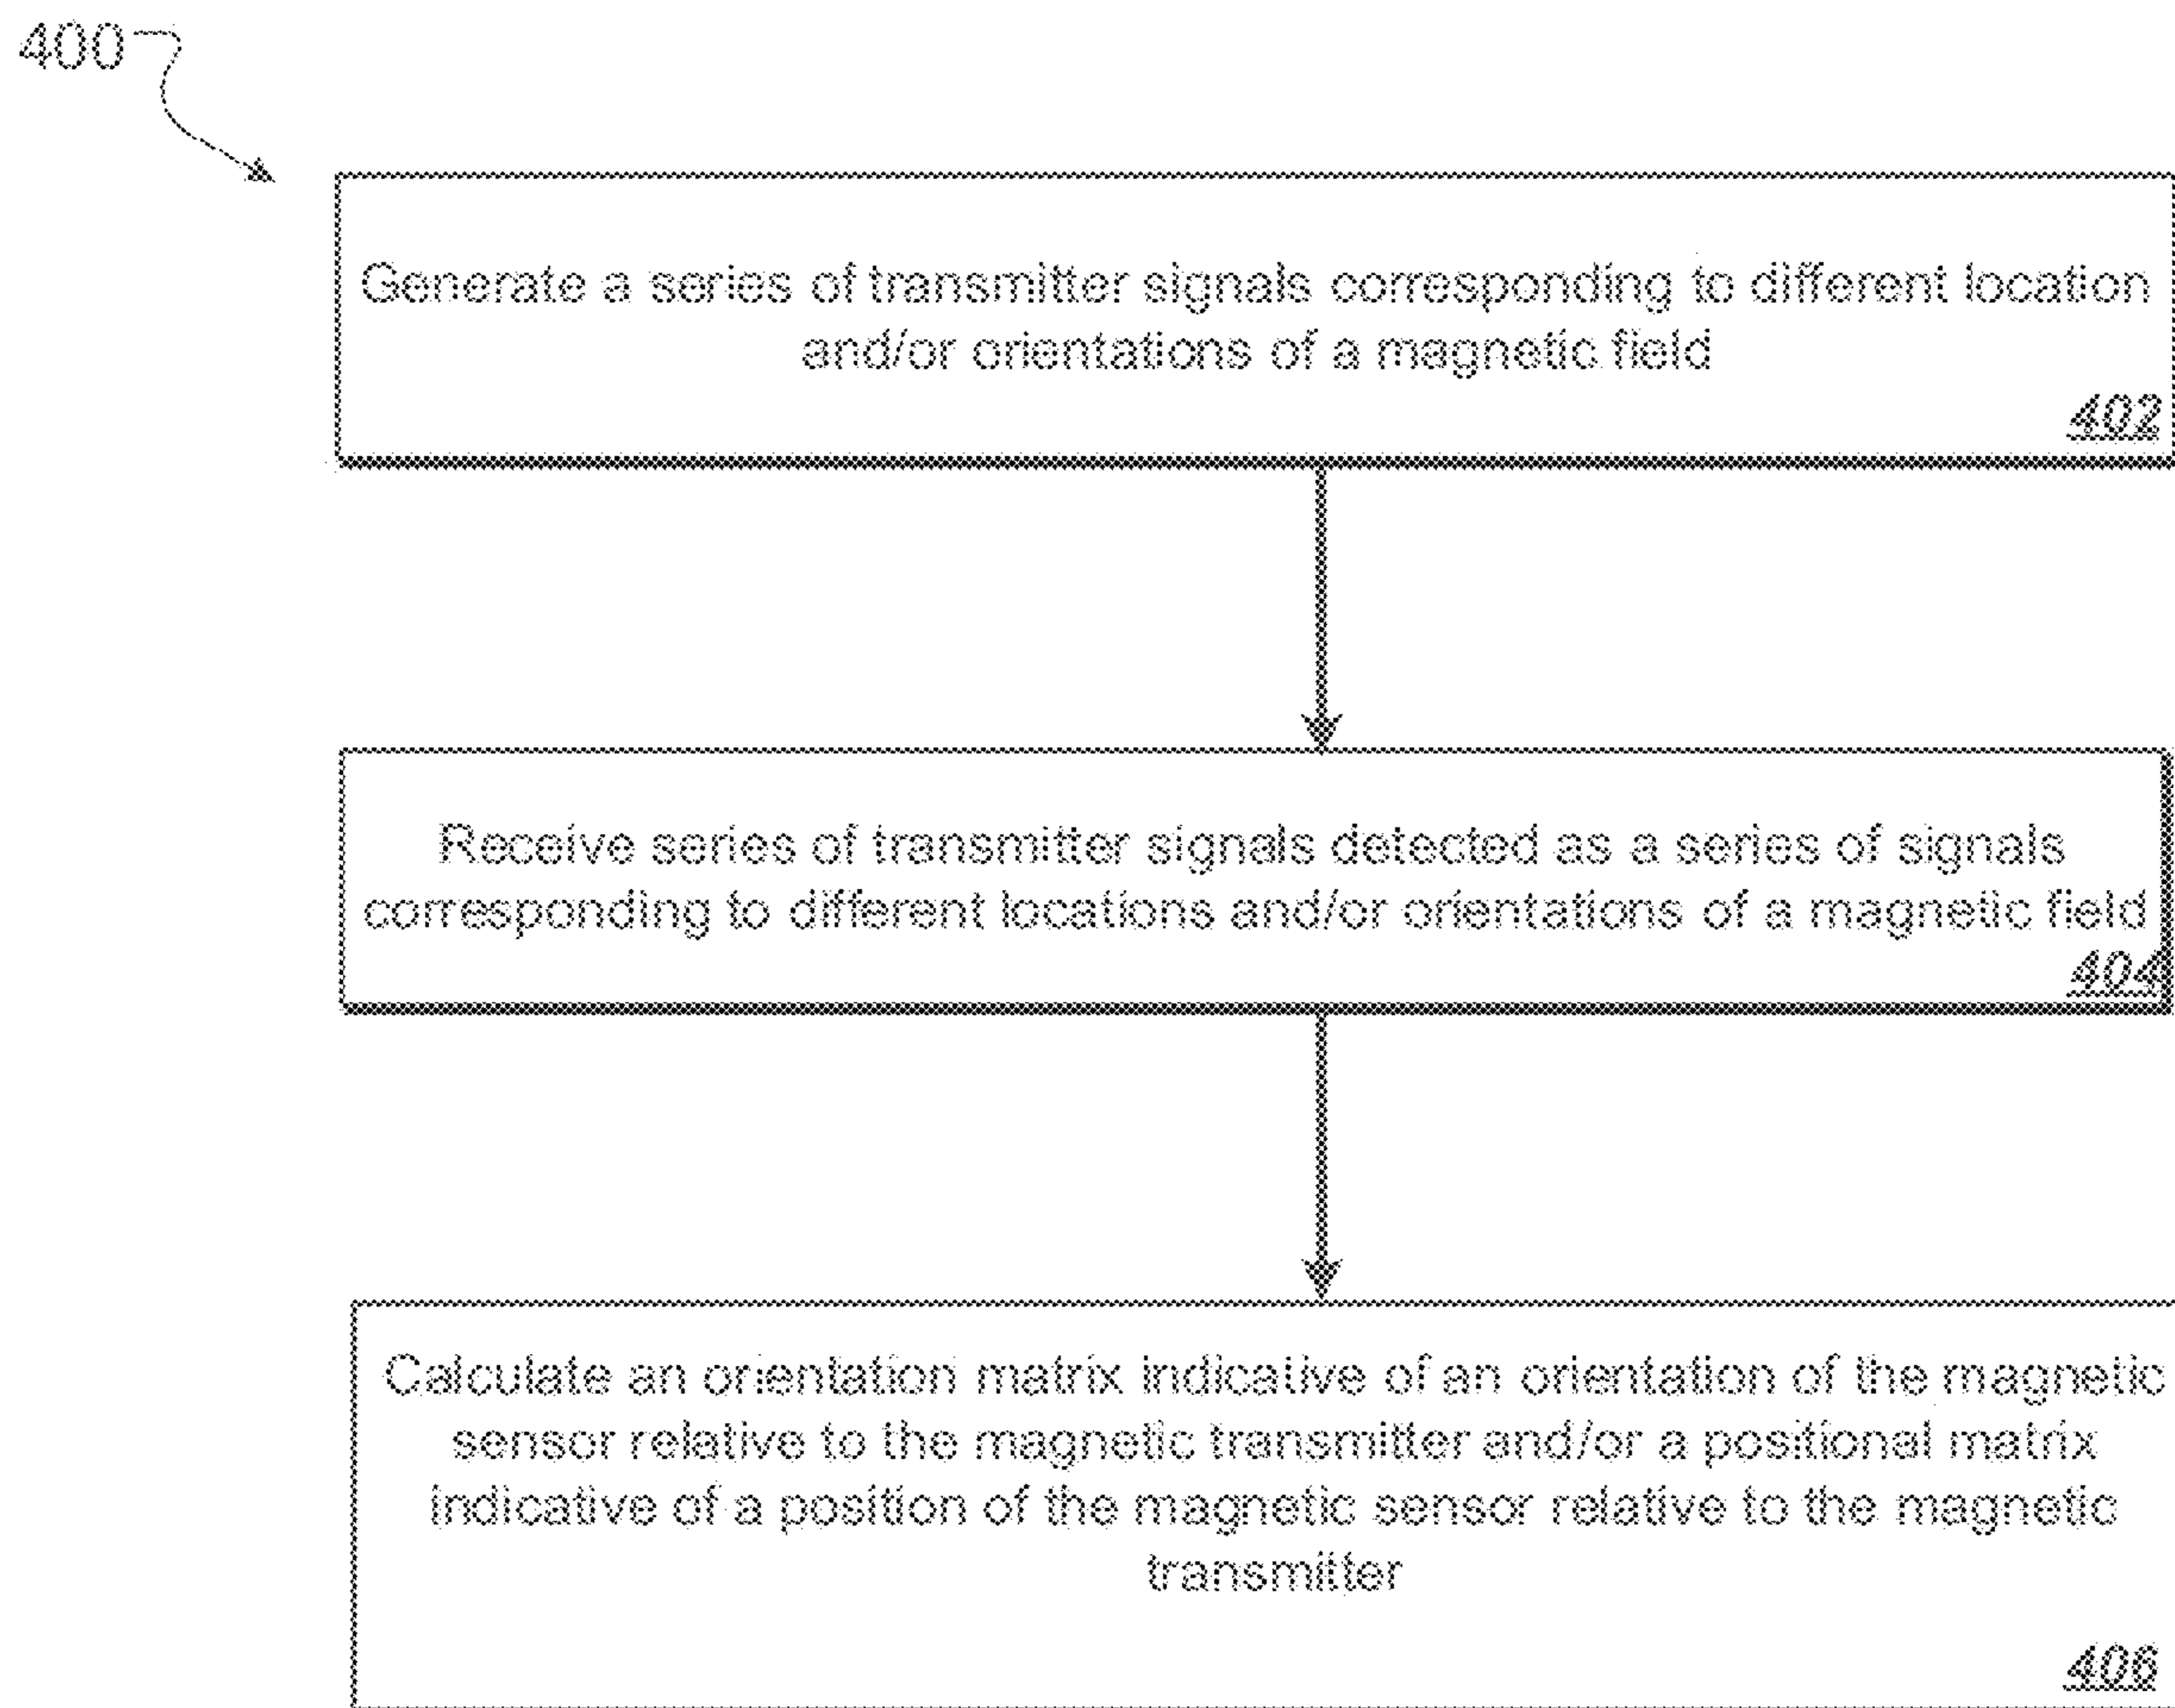 400
Generate a series of transmitter signals corresponding to different location
and/or orientations of a magnetic field
402
Receive series of transmitter signals detected as a series of signals
corresponding to different locations and/or orientations of a magnetic field
404
Calculate an orientation matrix indicative of an orientation of the magnetic
sensor relative to the magnetic transmitter and/or a positional matrix
indicative of a position of the magnetic sensor relative to the magnetic
transmitter
406